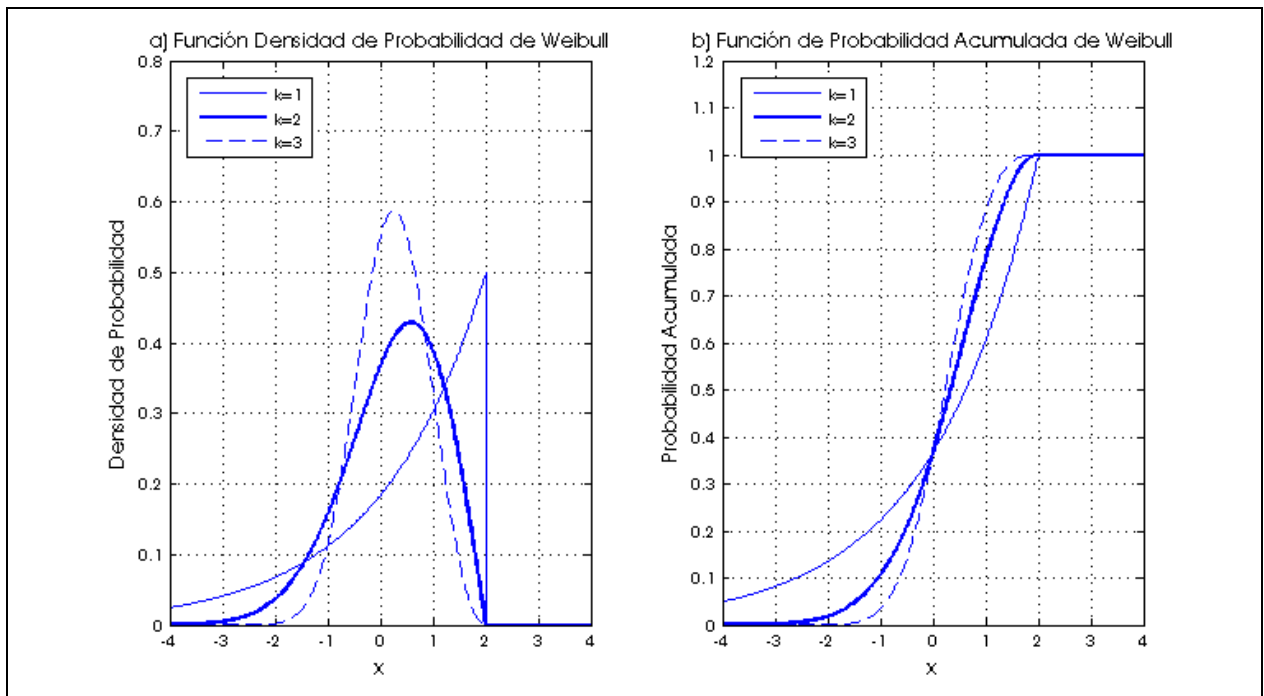 a) Función Densidad de Probabilidad de Weibull
0.8
0.7
0.6
0.5
0.4
0.3
0.2
0.1
0
-4 -3 -2 -1 0 1 2 3 4
k=1
k=2
k=3
Densidad de Probabilidad
x
b) Función de Probabilidad Acumulada de Weibull
1.2
1.1
1
0.9
0.8
0.7
0.6
0.5
0.4
0.3
0.2
0.1
0
-4 -3 -2 -1 0 1 2 3 4
k=1
k=2
k=3
Probabilidad Acumulada
x